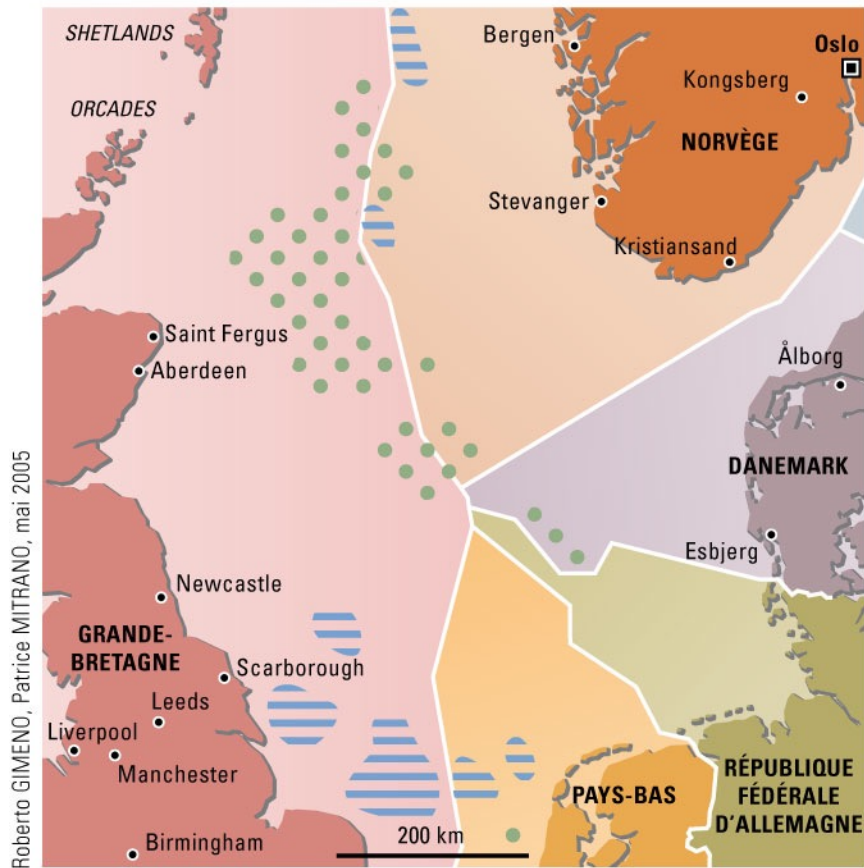 SHETLANDS
ORCADES
Bergen
Oslo
Kongsberg
NORVÈGE
Stevanger
Kristiansand
Saint Fergus
Aberdeen
Ålborg
DANEMARK
Esbjerg
Newcastle
GRANDE-
BRETAGNE
Scarborough
Leeds
Liverpool
Manchester
Birmingham
200 km
PAYS-BAS
RÉPUBLIQUE
FÉDÉRALE
D'ALLEMAGNE
Roberto GIMENO, Patrice MITRANO, mai 2005